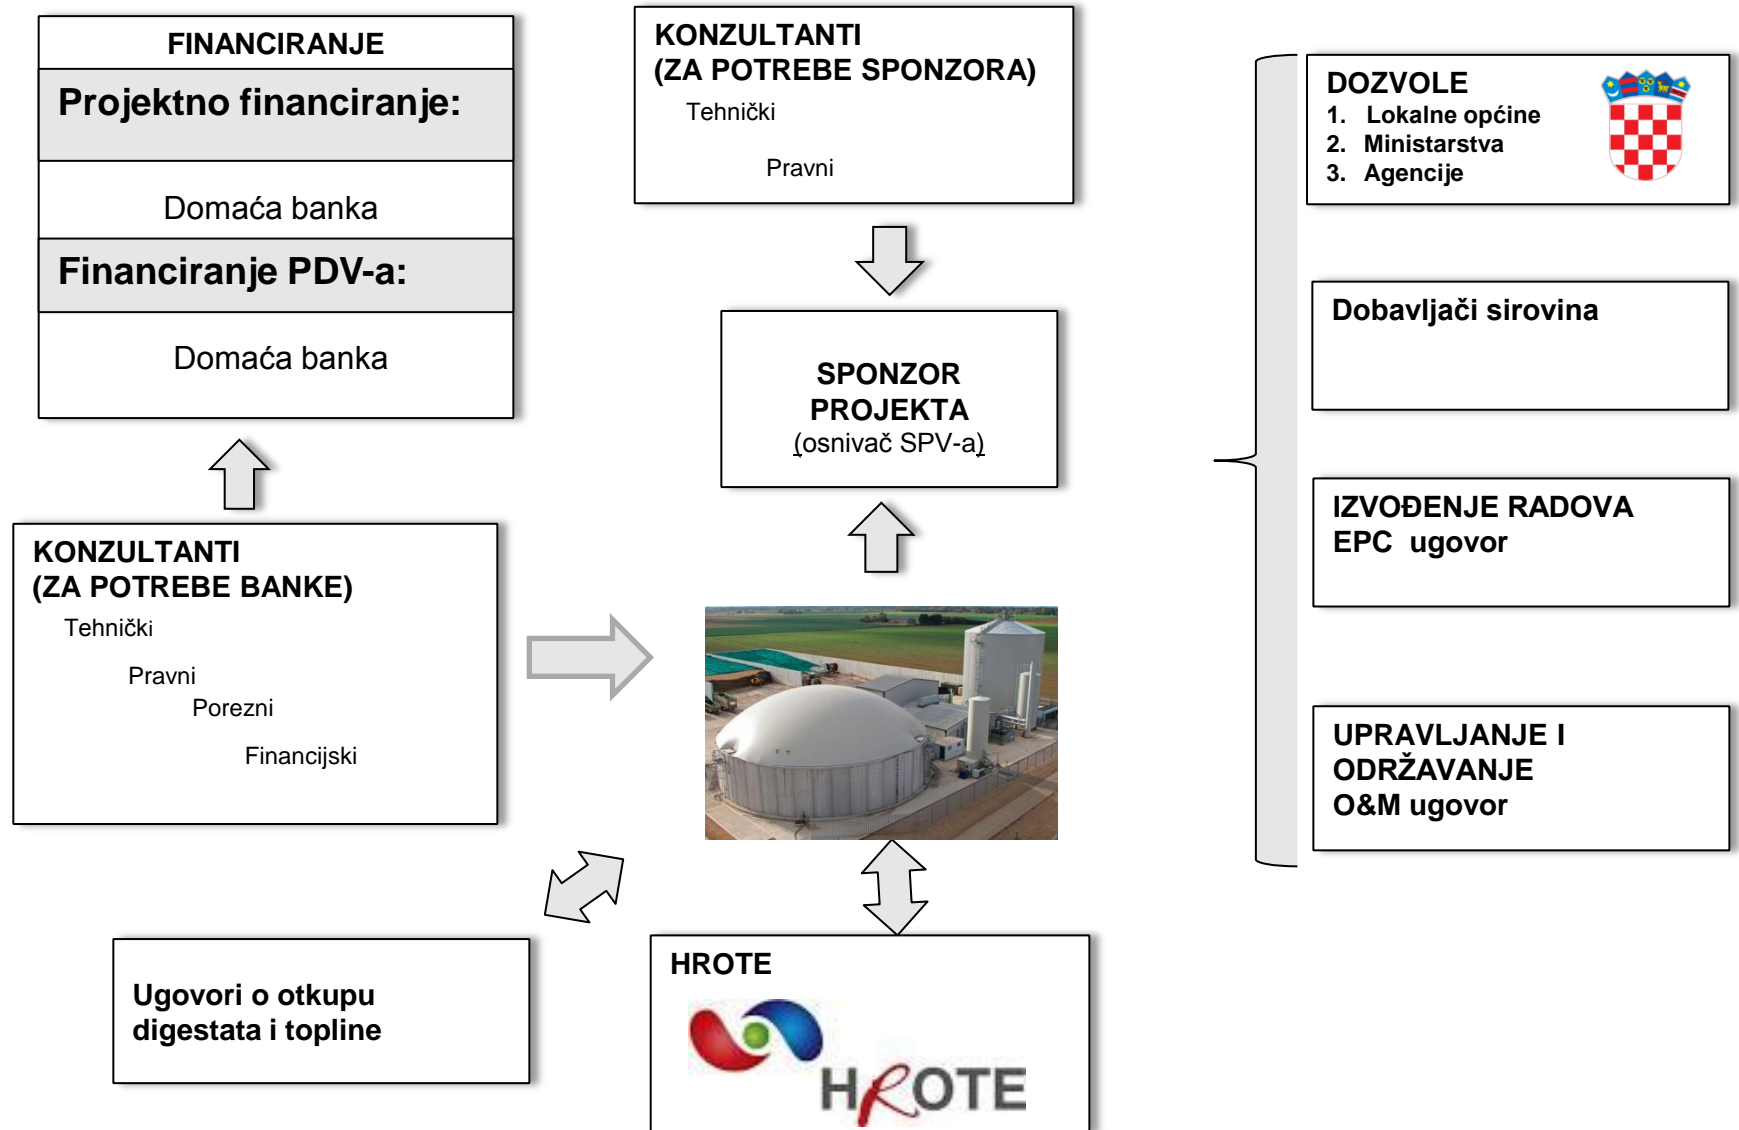 FINANCIRANJE
Projektno financiranje:
Domaća banka
Financiranje PDV-a:
Domaća banka
KONZULTANTI
(ZA POTREBE BANKE)
Tehnički
Pravni
Porezni
Financijski
Ugovori o otkupu
digestata i topline
KONZULTANTI
(ZA POTREBE SPONZORA)
Tehnički
Pravni
SPONZOR
PROJEKTA
(osnivač SPV-a)
HROTE
HROTE
DOZVOLE
1. Lokalne općine
2. Ministarstva
3. Agencije
Dobavljači sirovina
IZVOĐENJE RADOVA
EPC ugovor
UPRAVLJANJE I
ODRŽAVANJE
O&M ugovor